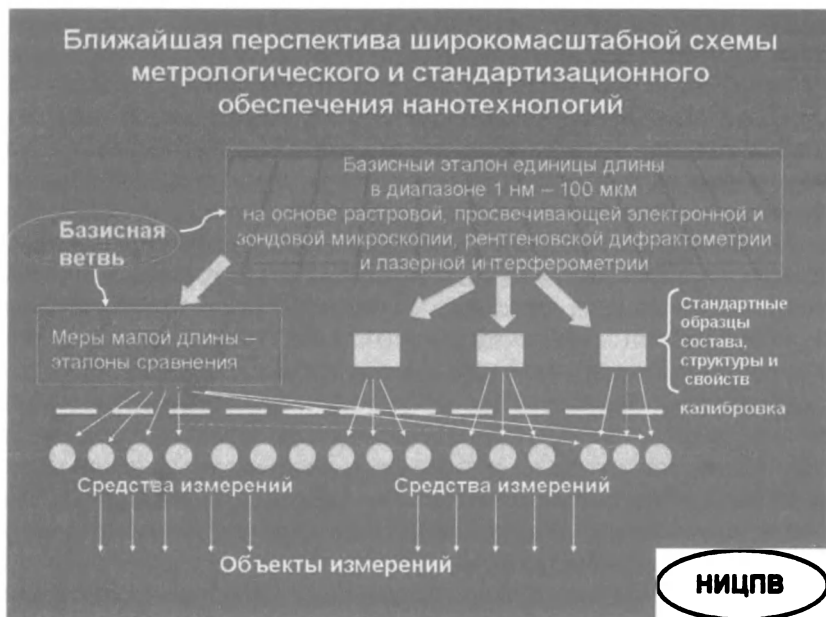 Ближайшая перспектива широкомасштабной схемы
метрологического и стандартизационного
обеспечения нанотехнологий
Базисный эталон единицы длины
в диапазоне 1 нм – 100 мкм
на основе растровой, просвечивающей электронной и
зондовой микроскопии, рентгеновской дифрактометрии
и лазерной интерферометрии
Базисная
ветвь
Меры малой длины –
эталоны сравнения
Стандартные
образцы
состава,
структуры и
свойств
калибровка
Средства измерений
Средства измерений
Объекты измерений
НИЦПВ